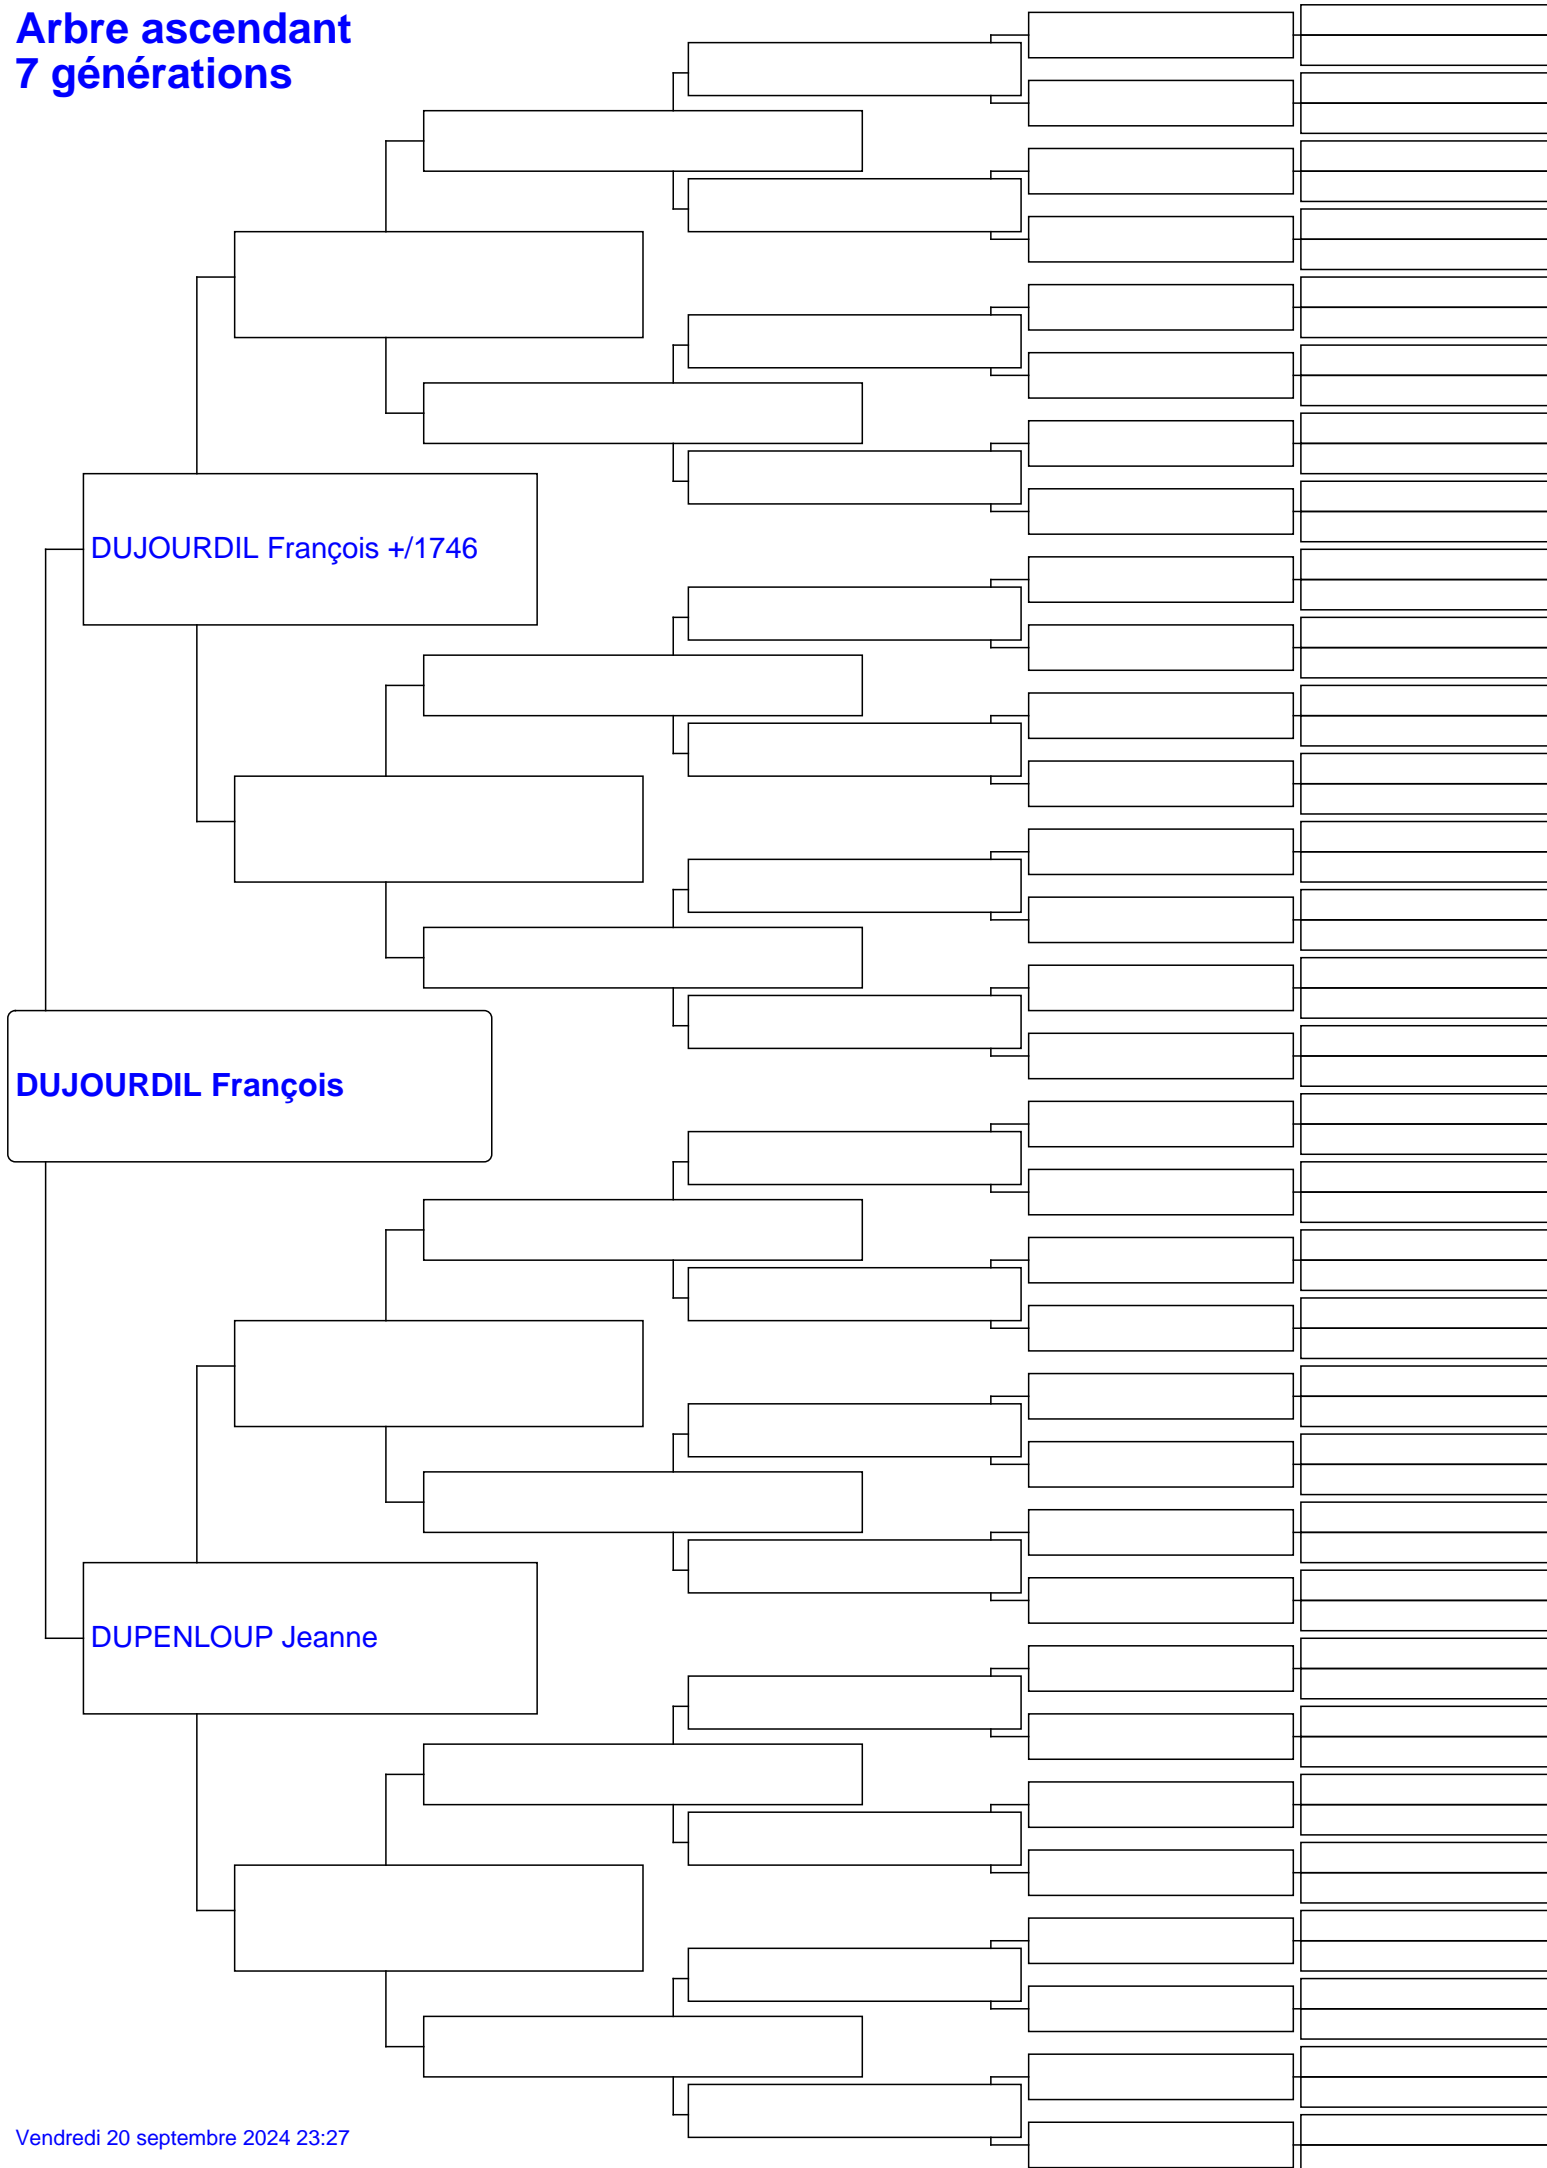 Arbre ascendant
7 générations
DUJOURDIL François +/1746
DUJOURDIL François
DUPENLOUP Jeanne
Vendredi 20 septembre 2024 23:27